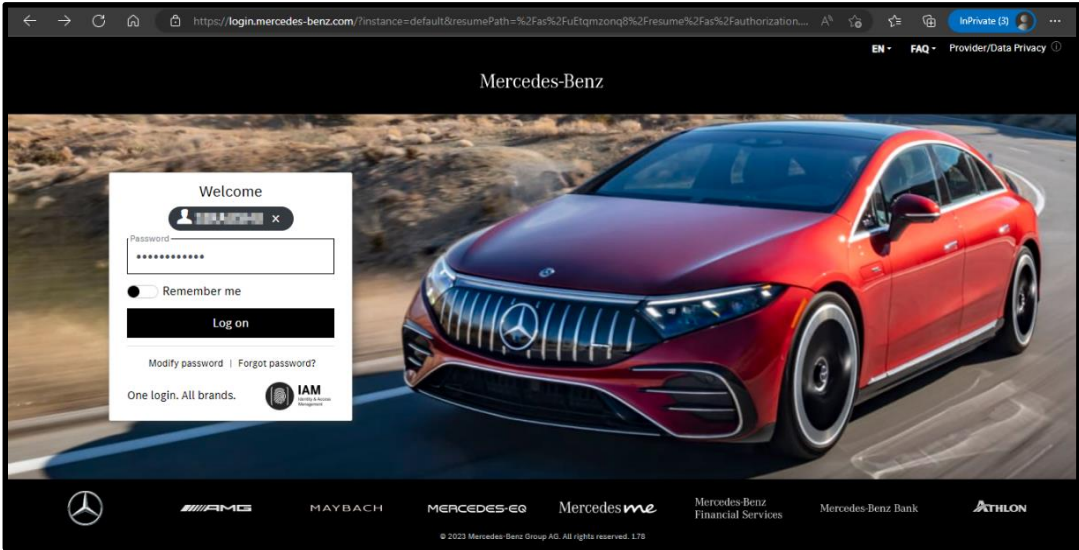 https://login.mercedes-benz.com/?instance=default&resumePath=%2Fas%2FuEtqmzonq8%2Fresume%2Fas%2Fauthorization...
InPrivate (3)
EN FAQ Provider/Data Privacy
Mercedes-Benz
Welcome
Password
Remember me
Log on
Modify password | Forgot password?
One login. All brands.
IAM
Identity & Access
Management
AMG
MAYBACH
MERCEDES-EQ
Mercedes me
Mercedes-Benz
Financial Services
Mercedes-Benz Bank
ATHLON
© 2023 Mercedes-Benz Group AG. All rights reserved. 1.78